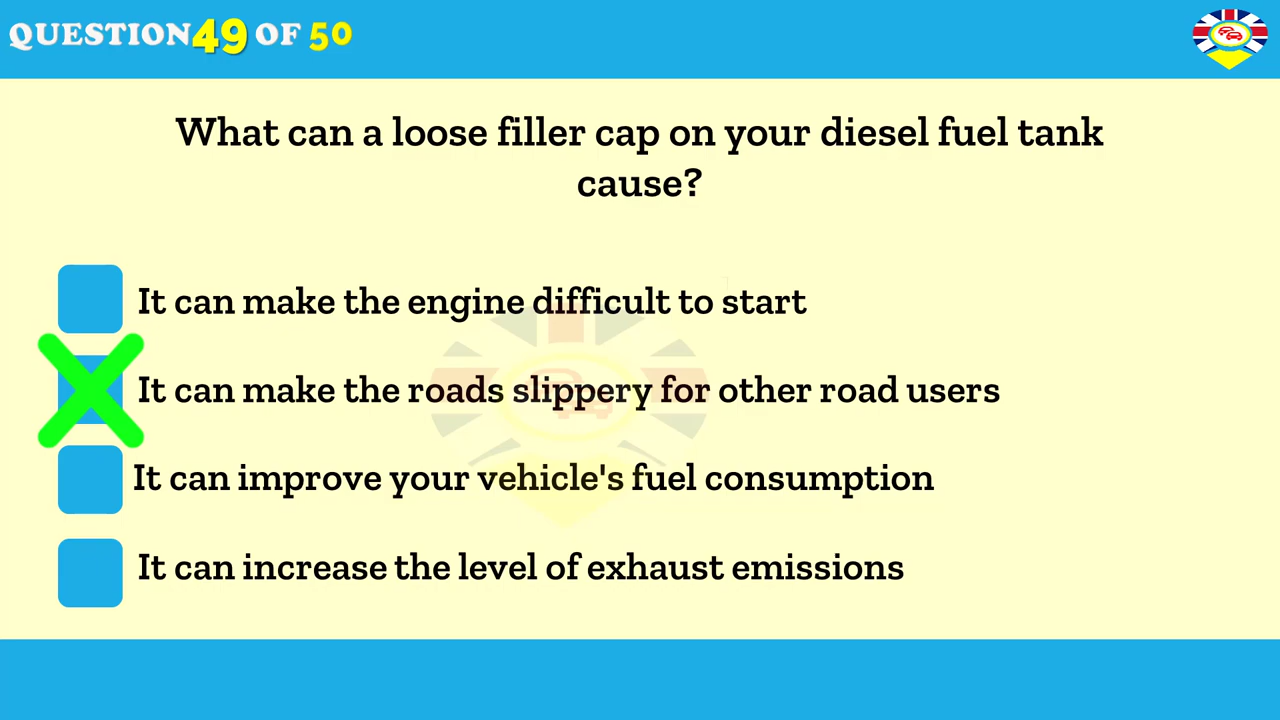 QUESTION 49 OF 50
What can a loose filler cap on your diesel fuel tank
cause?
It can make the engine difficult to start
It can make the roads slippery for other road users
It can improve your vehicle's fuel consumption
It can increase the level of exhaust emissions